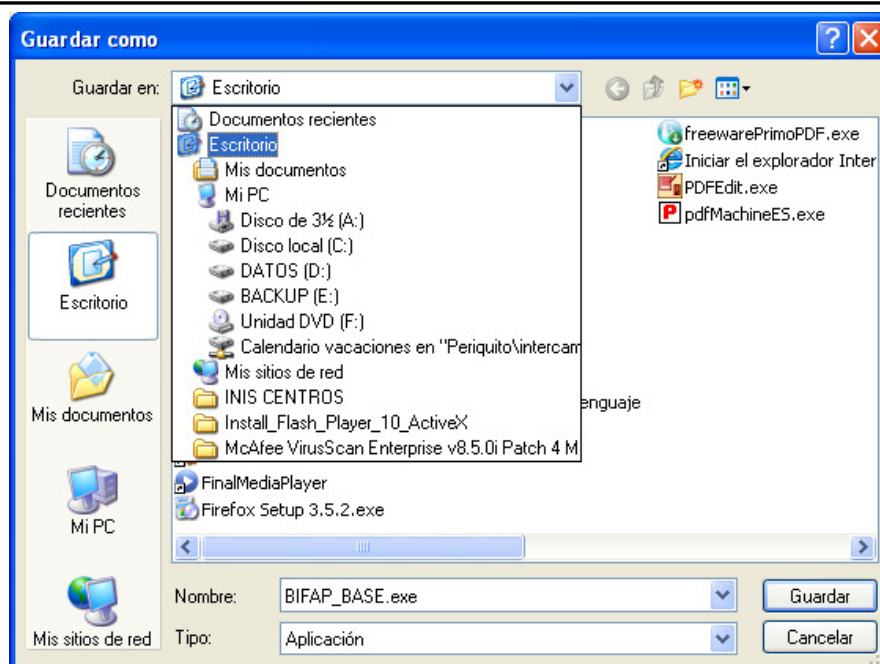 Guardar como
Guardar en:
Escritorio
Documentos recientes
Escritorio
Mis documentos
Mi PC
Disco de 3½ (A:)
Disco local (C:)
DATOS (D:)
BACKUP (E:)
Unidad DVD (F:)
Calendario vacaciones en "Periquito\intercam
Mis sitios de red
INIS CENTROS
Install_Flash_Player_10_ActiveX
McAfee VirusScan Enterprise v8.5.0i Patch 4 M
freewarePrimoPDF.exe
Iniciar el explorador Inter
PDFEdit.exe
pdfMachineES.exe
enguaje
FinalMediaPlayer
Firefox Setup 3.5.2.exe
Documentos
recientes
Escritorio
Mis documentos
Mi PC
Mis sitios de red
Nombre:
BIFAP_BASE.exe
Guardar
Tipo:
Aplicación
Cancelar